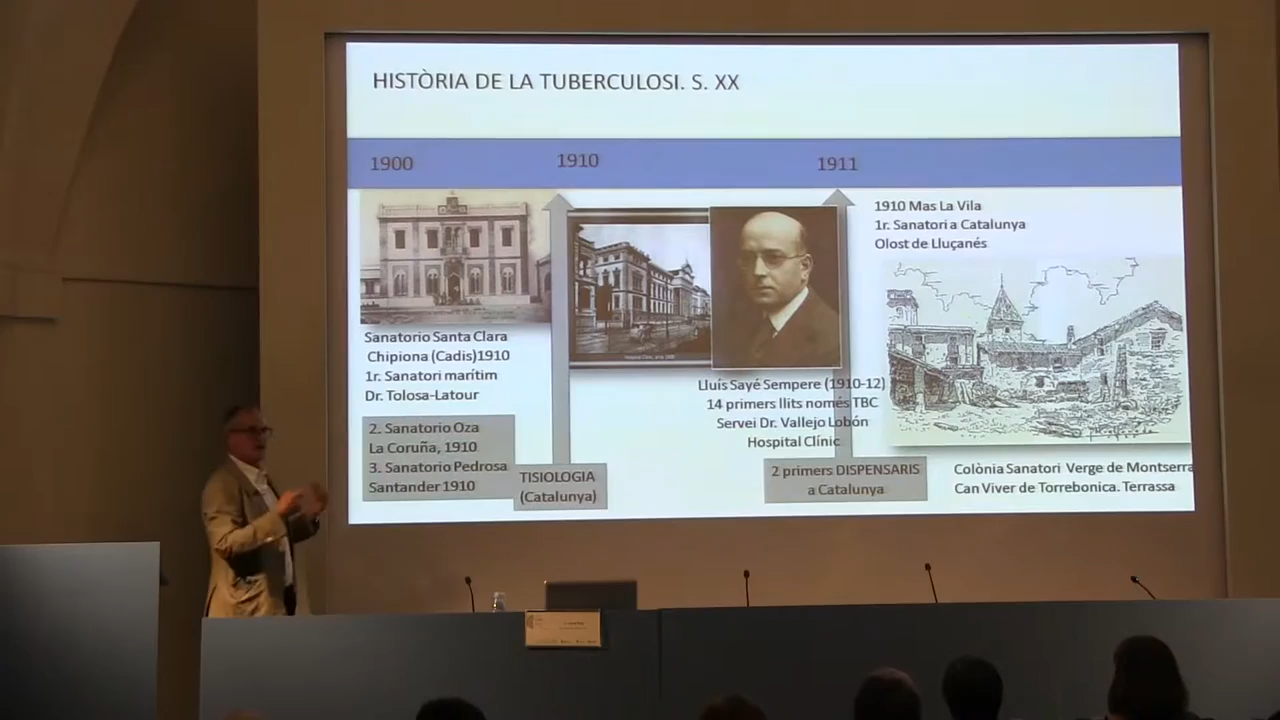 HISTÒRIA DE LA TUBERCULOSI. S. XX
1900
1910
1911
Sanatorio Santa Clara
Chipiona (Cadis)1910
1r. Sanatori marítim
Dr. Tolosa-Latour
2. Sanatorio Oza
La Coruña, 1910
3. Sanatorio Pedrosa
Santander 1910
TISIOLOGIA
(Catalunya)
Lluís Sayé Sempere (1910-12)
14 primers llits només TBC
Servei Dr. Vallejo Lobón
Hospital Clínic
2 primers DISPENSARIS
a Catalunya
1910 Mas La Vila
1r. Sanatori a Catalunya
Olost de Lluçanés
Colònia Sanatori Verge de Montserra
Can Viver de Torrebonica. Terrassa